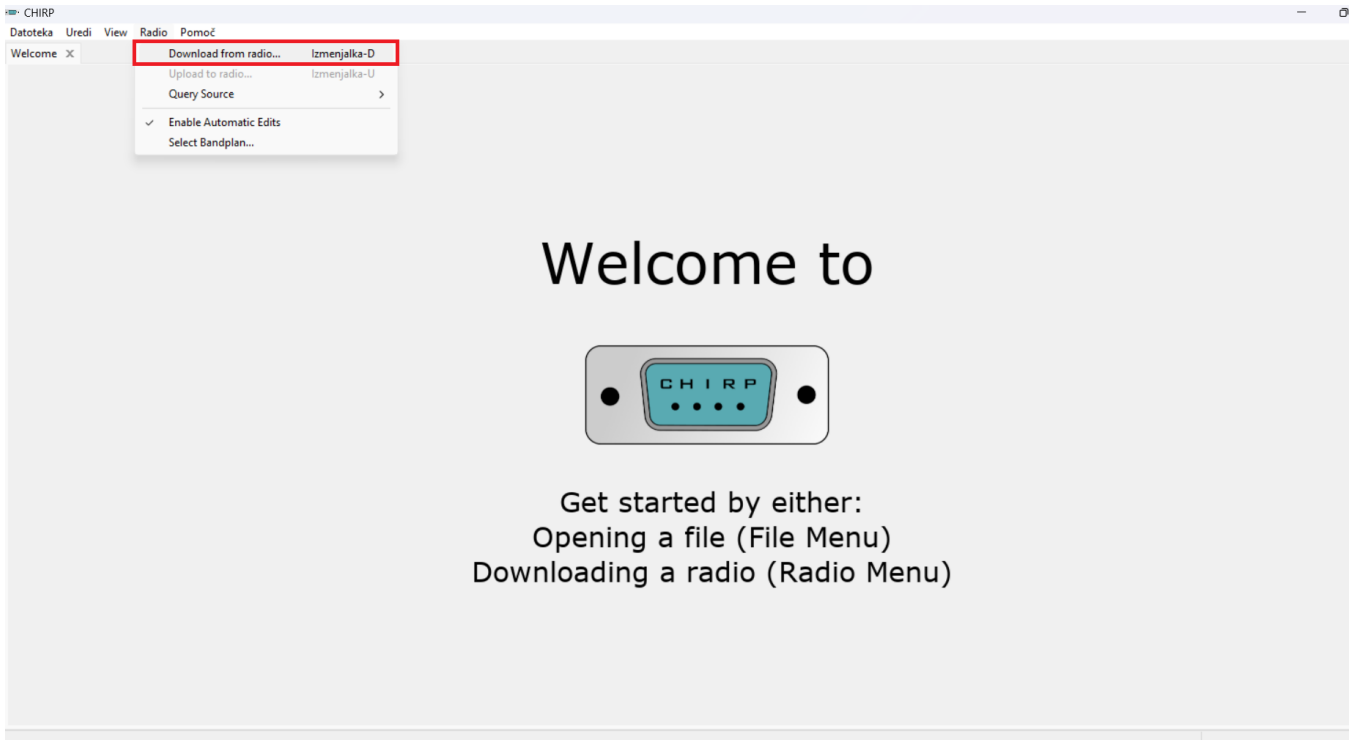 CHIRP
Datoteka Uredi View Radio Pomoč
Welcome X
Download from radio... Izmenjalka-D
Upload to radio... Izmenjalka-U
Query Source
Enable Automatic Edits
Select Bandplan...
Welcome to
CHIRP
Get started by either:
Opening a file (File Menu)
Downloading a radio (Radio Menu)